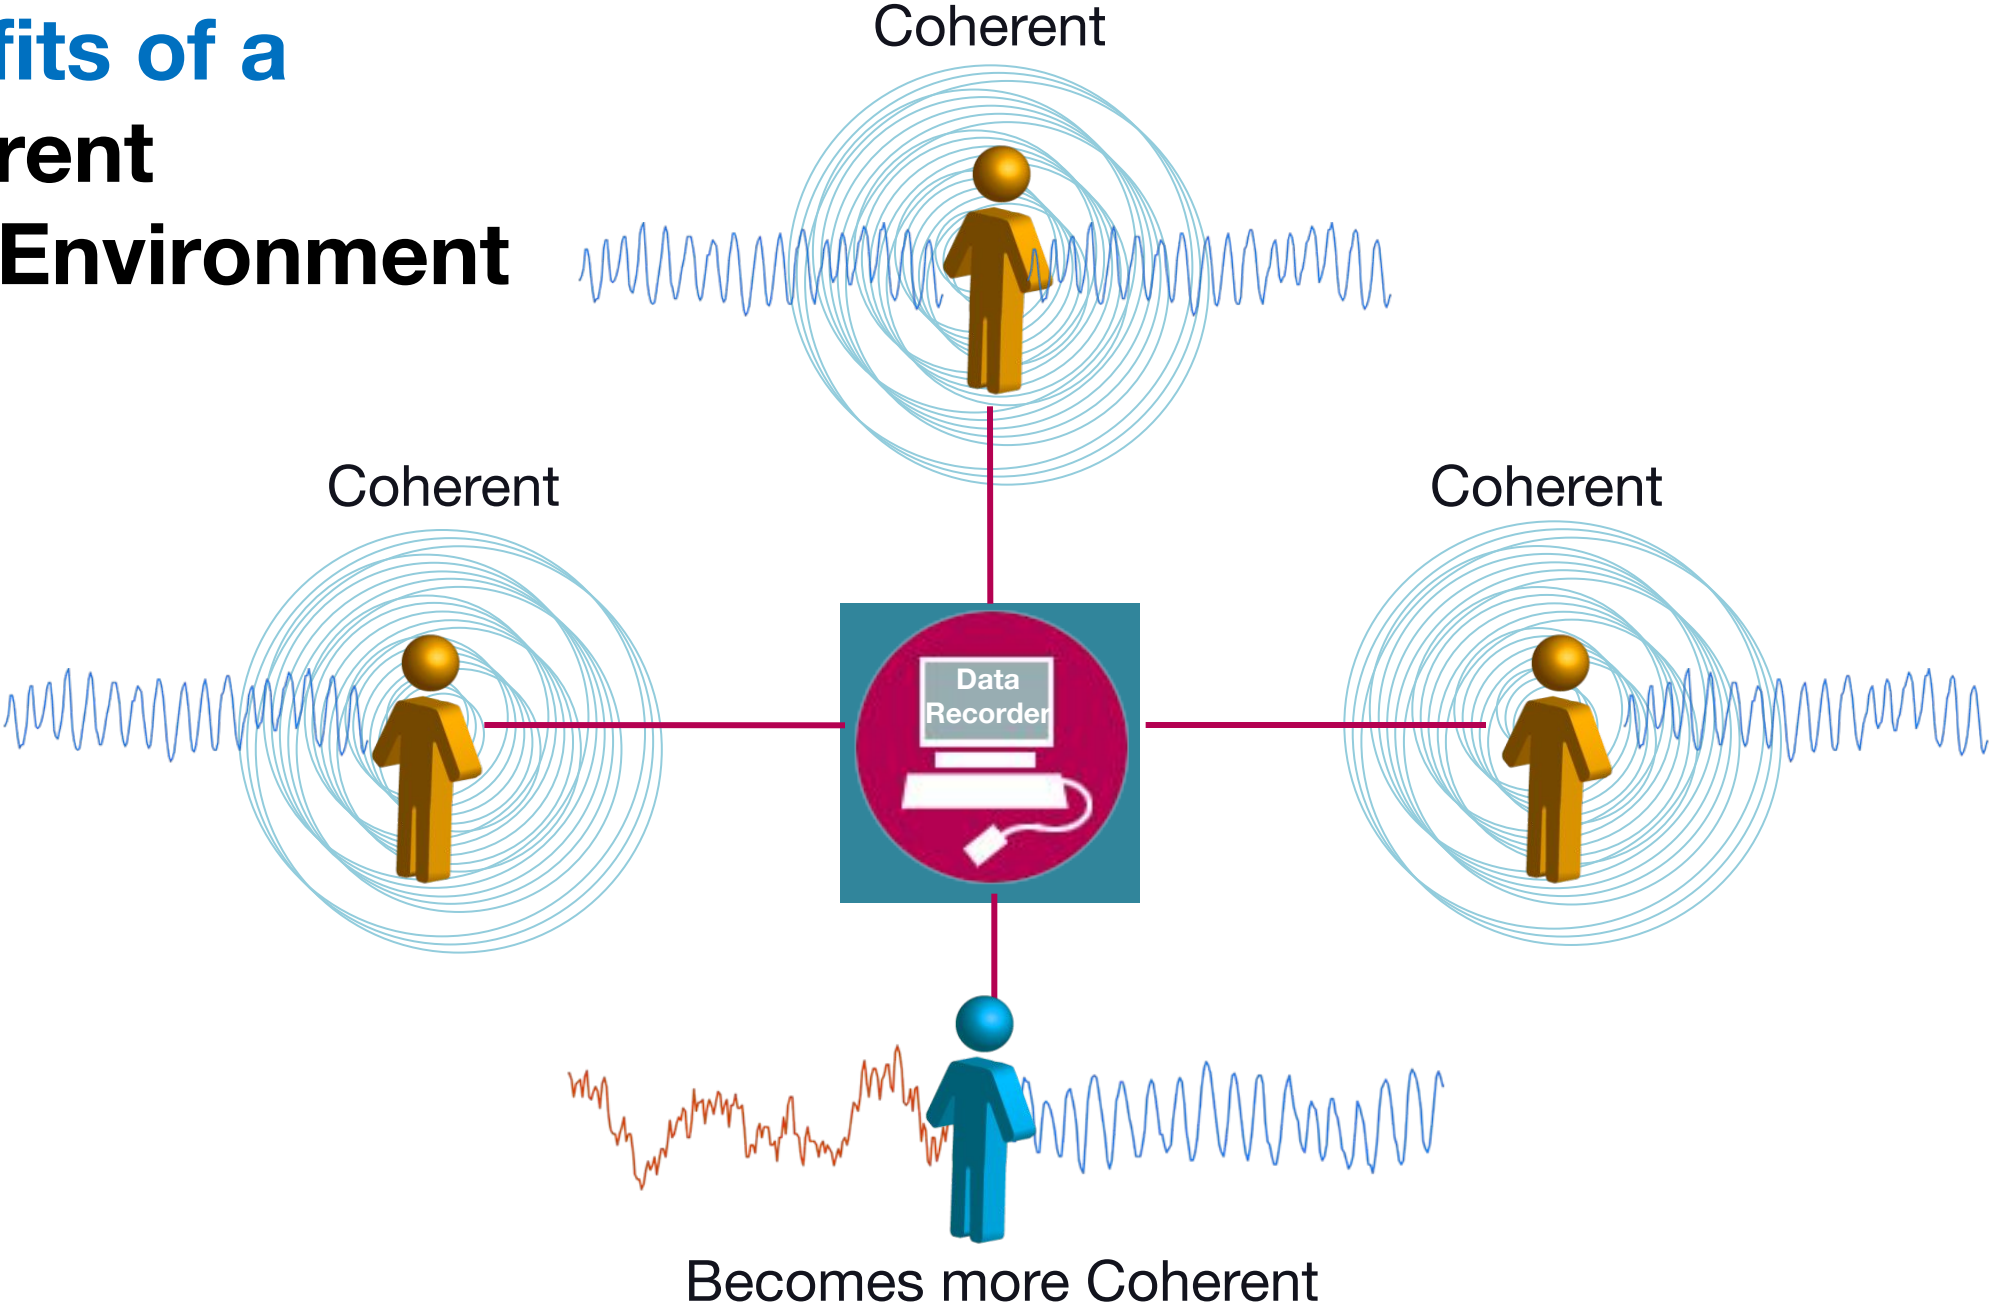 fits of a
rent
Environment
Coherent
Coherent
Coherent
Data
Recorder
Becomes more Coherent